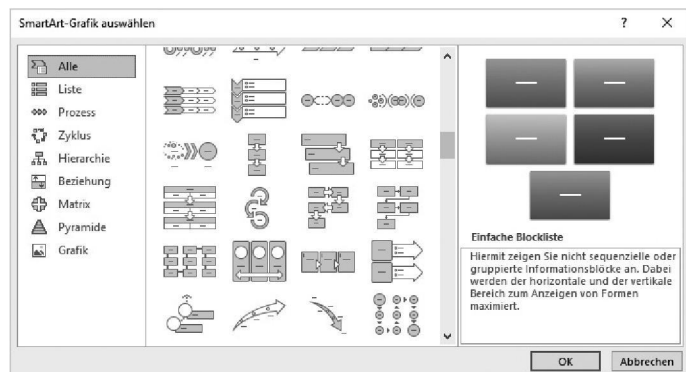 SmartArt-Grafik auswählen
?
Alle
Liste
Prozess
Zyklus
Hierarchie
Beziehung
Matrix
Pyramide
Grafik
Einfache Blockliste
Hiermit zeigen Sie nicht sequenzielle oder
gruppierte Informationsblöcke an. Dabei
werden der horizontale und der vertikale
Bereich zum Anzeigen von Formen
maximiert.
OK
Abbrechen